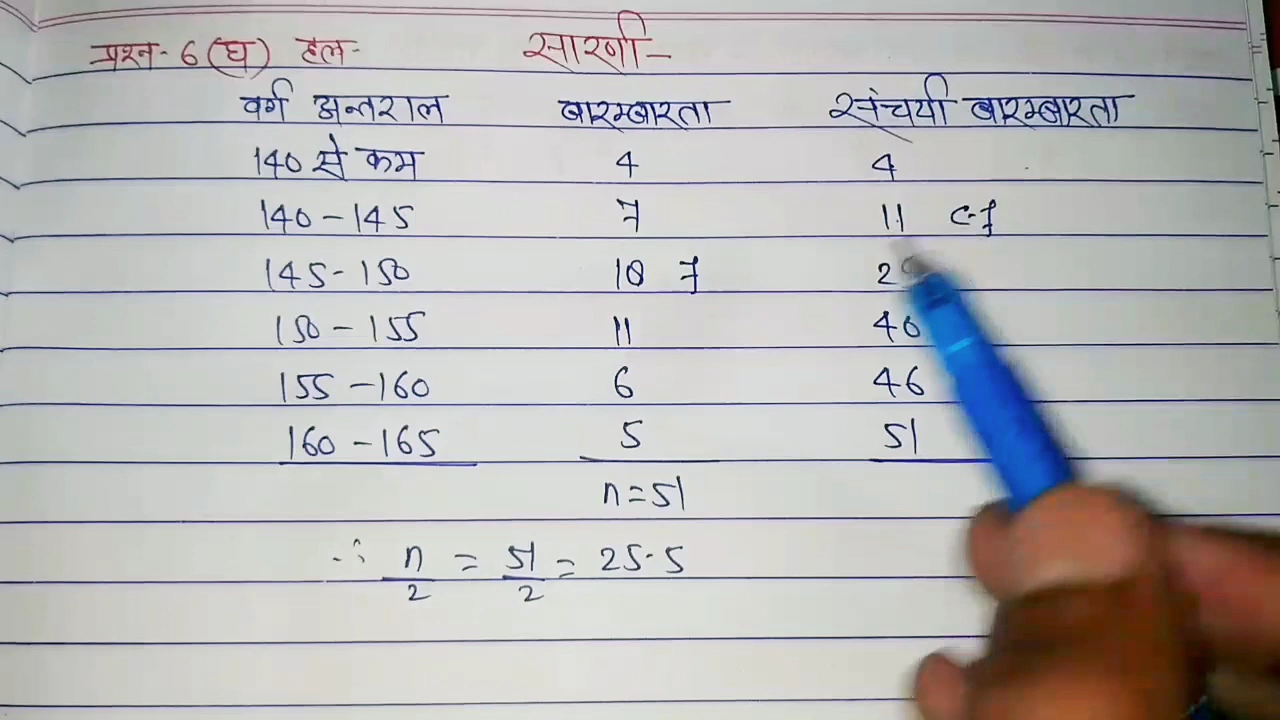 प्रश्न-6(घ) हल- सारणी-
वर्ग अन्तराल बारम्बारता संचयी बारम्बारता
140 से कम 4 4
140-145 7 11 c.f
145-150 18 f
150-155 11 40
155-160 6 46
160-165 5 51
n=51
∴ n/2 = 51/2 = 25.5